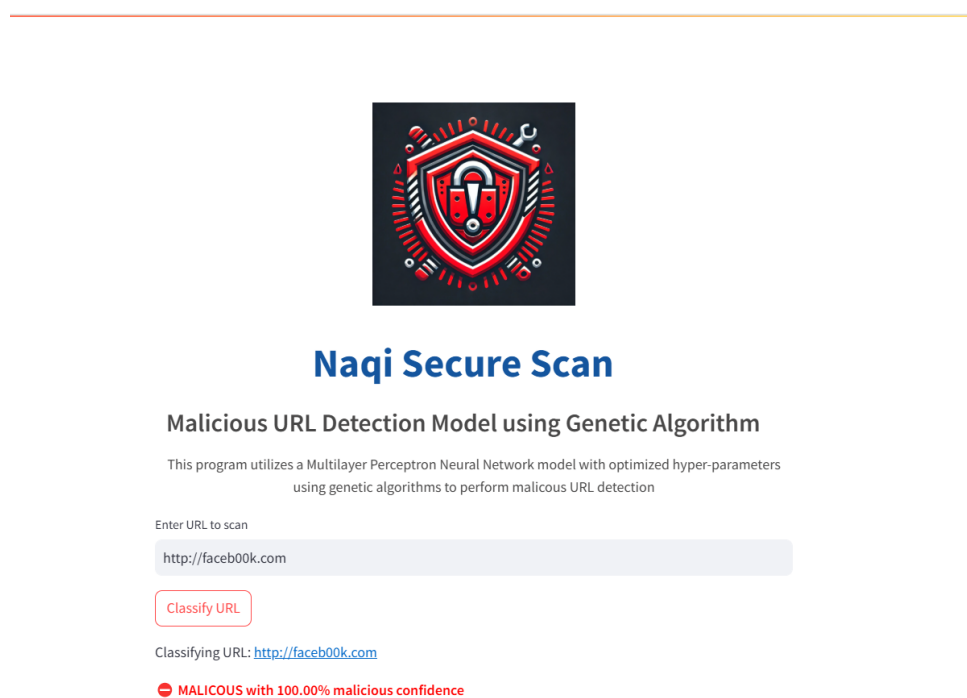 Naqi Secure Scan
Malicious URL Detection Model using Genetic Algorithm
This program utilizes a Multilayer Perceptron Neural Network model with optimized hyper-parameters
using genetic algorithms to perform malicous URL detection
Enter URL to scan
http://faceb00k.com
Classify URL
Classifying URL: http://faceb00k.com
MALICOUS with 100.00% malicious confidence